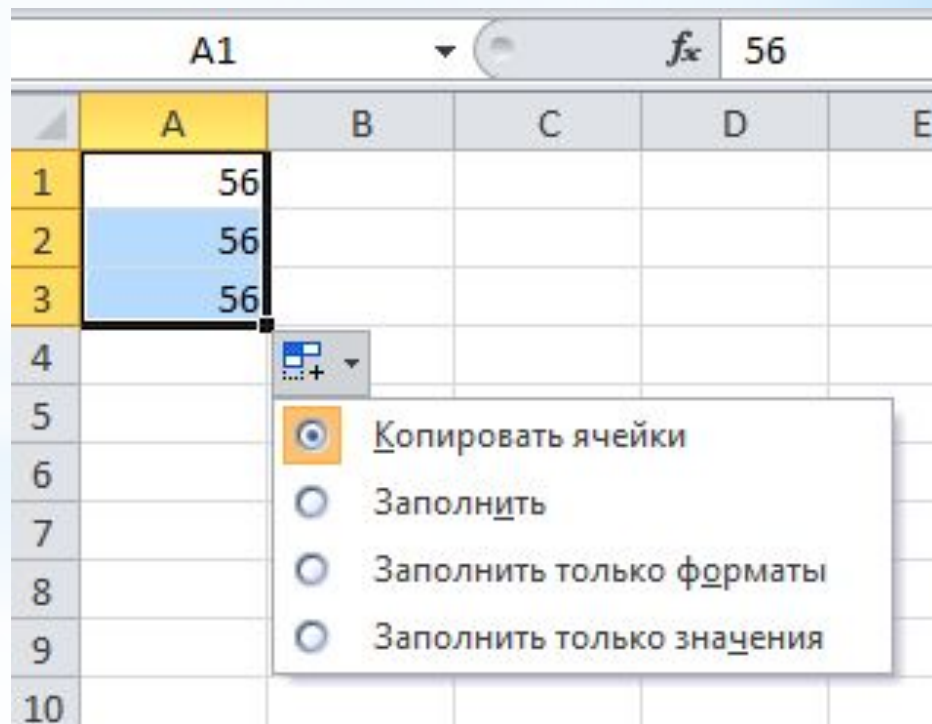 A1 fx 56
A B C D E
1 56
2 56
3 56
4
5 Копировать ячейки
6 Заполнить
7
8 Заполнить только форматы
9 Заполнить только значения
10